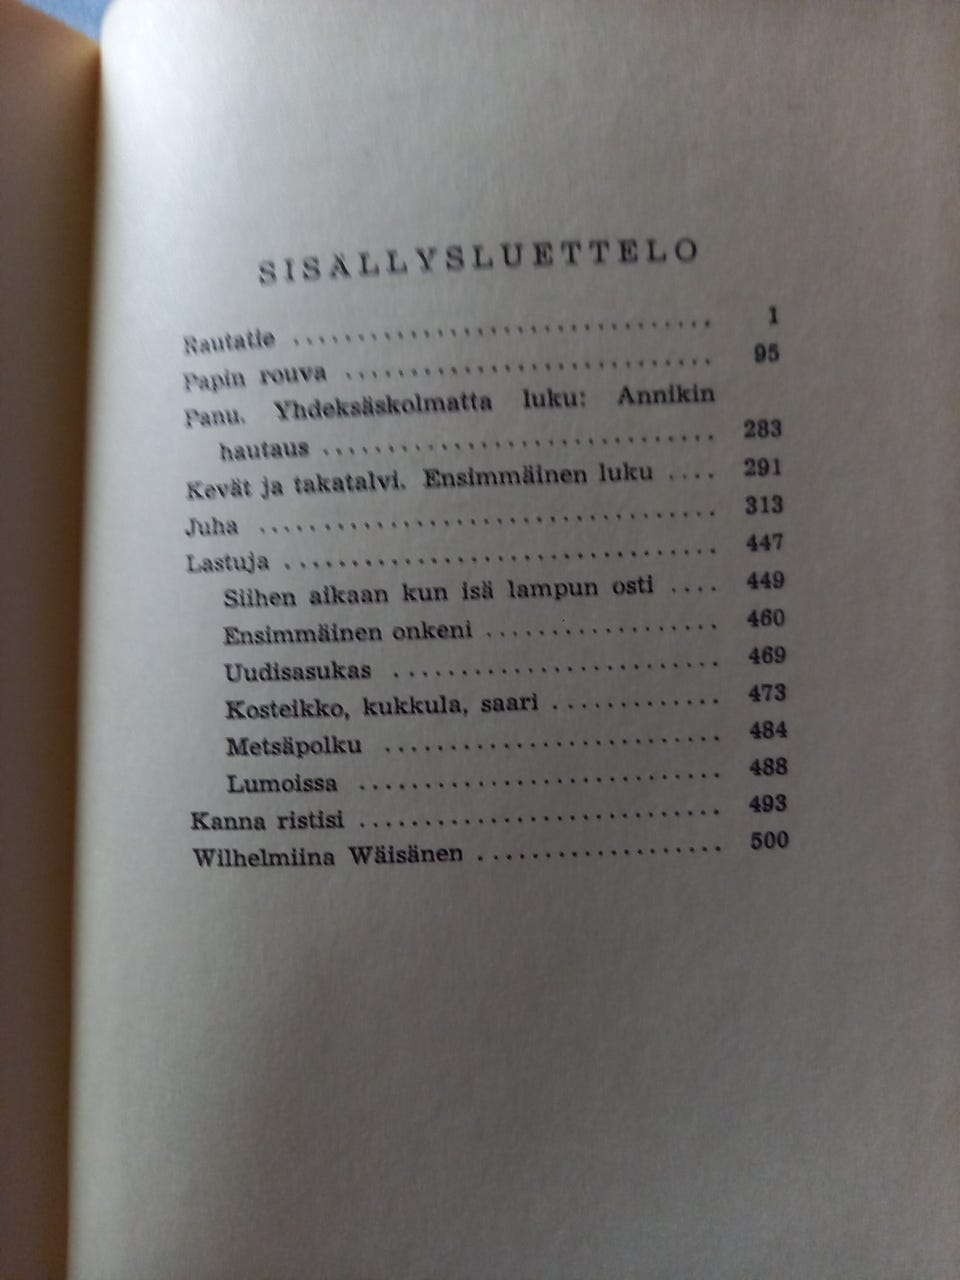 SISÄLLYSLUETTELO
Rautatie ................................ 1
Papin rouva ............................ 95
Panu. Yhdeksäskolmatta luku: Annikin
hautaus .............................. 283
Kevät ja takatalvi. Ensimmäinen luku .... 291
Juha ................................... 313
Lastuja ................................. 447
Siihen aikaan kun isä lampun osti .... 449
Ensimmäinen onkeni .................. 460
Uudisasukas ......................... 469
Kosteikko, kukkula, saari ............. 473
Metsäpolku .......................... 484
Lumoissa ............................ 488
Kanna ristisi ............................ 493
Wilhelmiina Wäisänen ................... 500